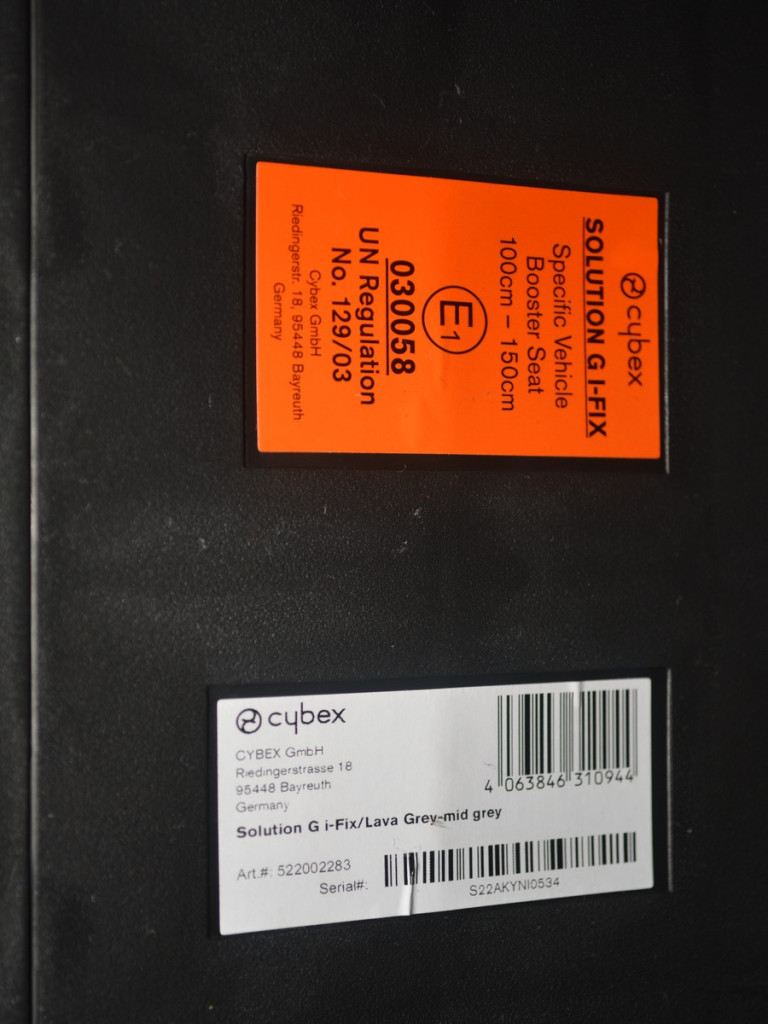 cybex
SOLUTION G I-FIX
Specific Vehicle
Booster Seat
100cm – 150cm
E1
030058
UN Regulation
No. 129/03
Cybex GmbH
Riedingerstr. 18, 95448 Bayreuth
Germany
cybex
CYBEX GmbH
Riedingerstrasse 18
95448 Bayreuth
Germany
Solution G i-Fix/Lava Grey-mid grey
Art.#: 522002283
Serial#:
4 063846 310944
S22AKYNI0534